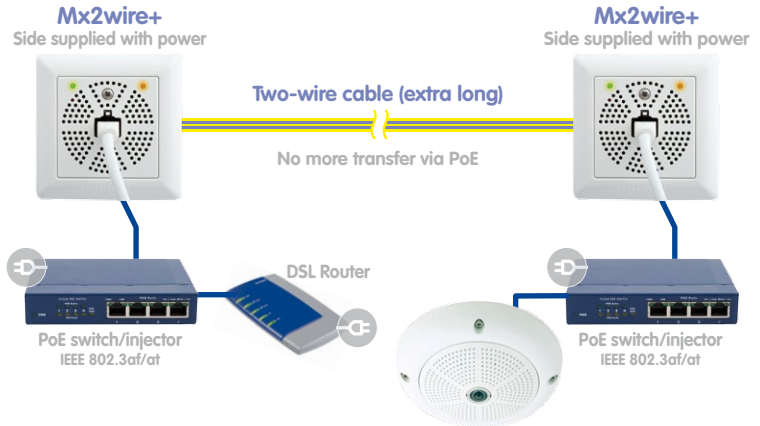 Mx2wire+
Side supplied with power
Mx2wire+
Side supplied with power
Two-wire cable (extra long)
No more transfer via PoE
DSL Router
PoE switch/injector
IEEE 802.3af/at
PoE switch/injector
IEEE 802.3af/at